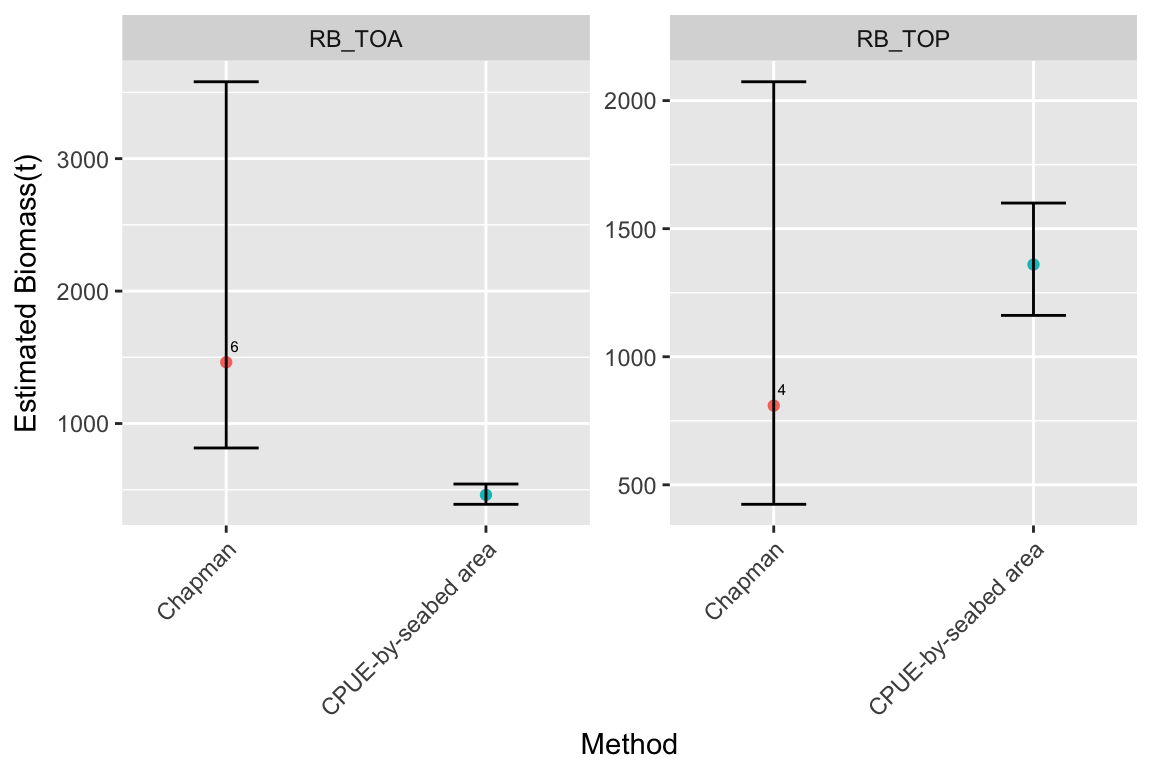 RB_TOA
RB_TOP
Estimated Biomass(t)
3000
2000
1000
6
2000
1500
1000
500
4
Chapman
CPUE-by-seabed area
Chapman
CPUE-by-seabed area
Method